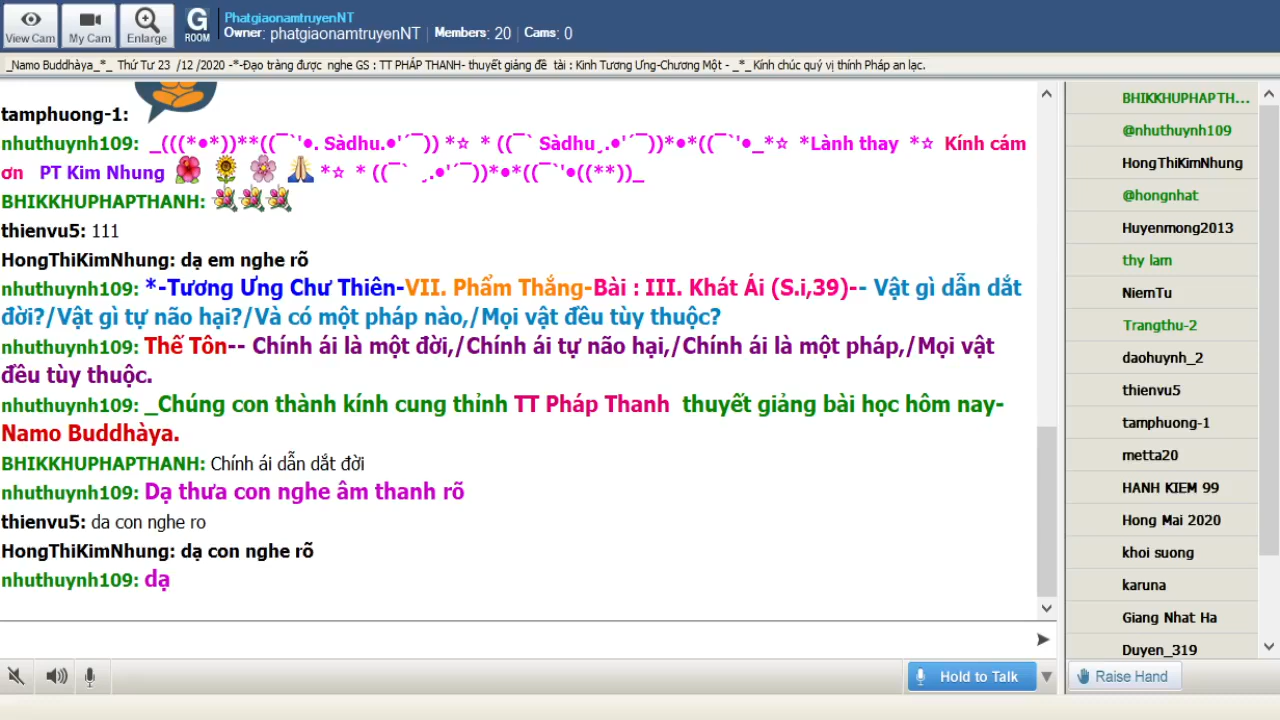 View Cam
My Cam
Enlarge
G
ROOM
PhatgiaonamtruyenNT
Owner: phatgiaonamtruyenNT | Members: 20 | Cams: 0
_Namo Buddhàya_*_ Thứ Tư 23 /12 /2020 -*-Đạo tràng được nghe GS : TT PHÁP THANH- thuyết giảng đề tài : Kinh Tương Ưng-Chương Một - _*_Kính chúc quý vị thính Pháp an lạc.
tamphuong-1:
nhuthuynh109: _(((*•*))**((¯`'•. Sàdhu.•'´¯)) *☆ * ((¯` Sàdhu¸.•'´¯))*•*((¯`'•_*☆ *Lành thay *☆ Kính cám
ơn PT Kim Nhung 🌺 🌻 🌸 🙏 *☆ * ((¯` ¸.•'´¯))*•*((¯`'•((**))_
BHIKKHUPHAPTHANH:
thienvu5: 111
HongThiKimNhung: dạ em nghe rõ
nhuthuynh109: *-Tương Ưng Chư Thiên-VII. Phẩm Thắng-Bài : III. Khát Ái (S.i,39)-- Vật gì dẫn dắt
đời?/Vật gì tự não hại?/Và có một pháp nào,/Mọi vật đêu tùy thuộc?
nhuthuynh109: Thế Tôn-- Chính ái là một đời,/Chính ái tự não hại,/Chính ái là một pháp,/Mọi vật
đêu tùy thuộc.
nhuthuynh109: _Chúng con thành kính cung thỉnh TT Pháp Thanh thuyết giảng bài học hôm nay-
Namo Buddhàya.
BHIKKHUPHAPTHANH: Chính ái dẫn dắt đời
nhuthuynh109: Dạ thưa con nghe âm thanh rõ
thienvu5: da con nghe ro
HongThiKimNhung: dạ con nghe rõ
nhuthuynh109: dạ
BHIKKHUPHAPTH...
@nhuthuynh109
HongThiKimNhung
@hongnhat
Huyenmong2013
thy lam
NiemTu
Trangthu-2
daohuynh_2
thienvu5
tamphuong-1
metta20
HANH KIEM 99
Hong Mai 2020
khoi suong
karuna
Giang Nhat Ha
Duyen_319
Hold to Talk
Raise Hand